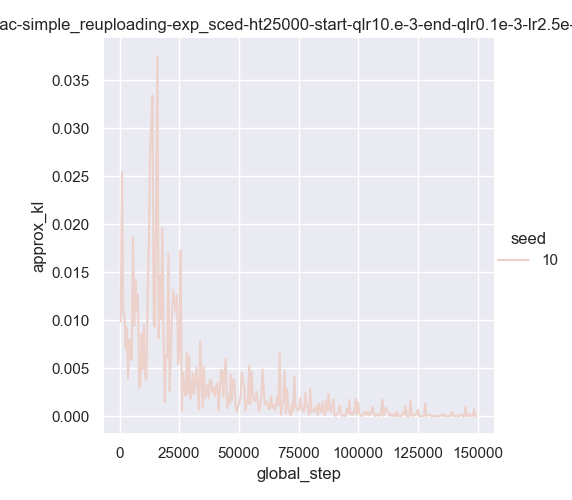 ac-simple_reuploading-exp_sced-ht25000-start-qlr10.e-3-end-qlr0.1e-3-lr2.5e-
0.035
0.030
0.025
0.020
0.015
0.010
0.005
0.000
approx_kl
0 25000 50000 75000 100000 125000 150000
global_step
seed
10